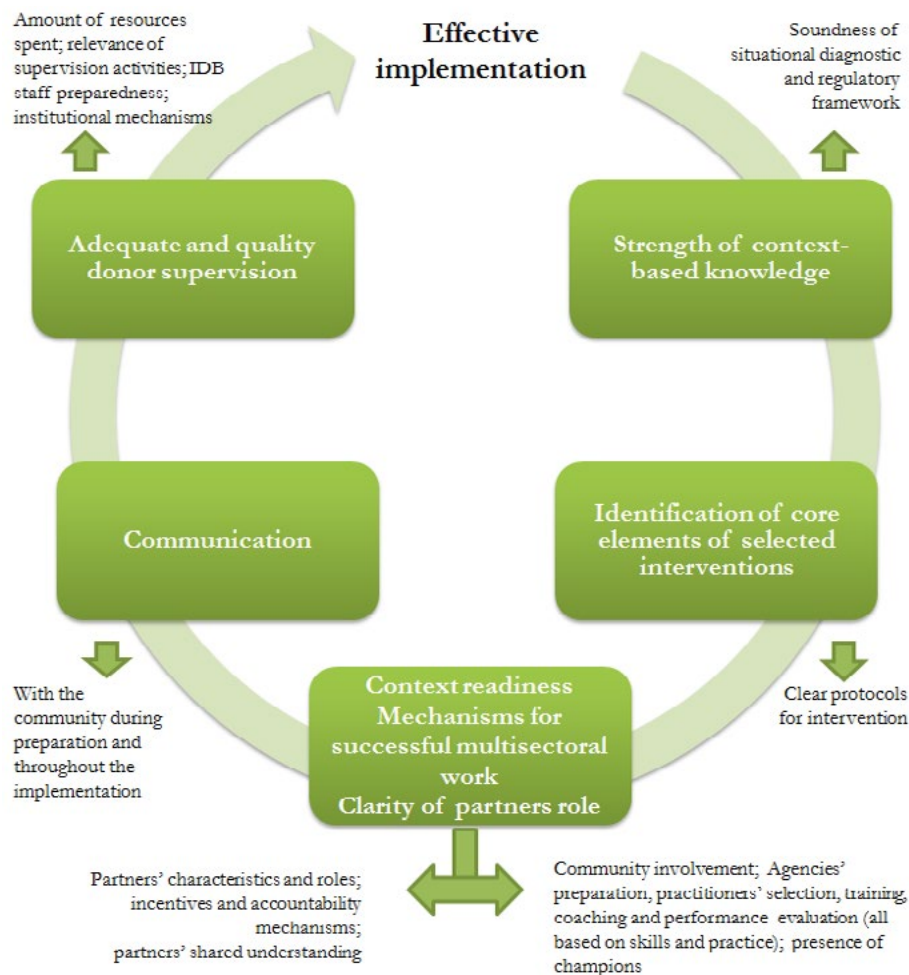 Amount of resources
spent; relevance of
supervision activities; IDB
staff preparedness;
institutional mechanisms
Effective
implementation
Soundness of
situational diagnostic
and regulatory
framework
Adequate and quality
donor supervision
Strength of context-
based knowledge
Communication
Identification of core
elements of selected
interventions
With the
community during
preparation and
throughout the
implementation
Context readiness
Mechanisms for
successful multisectoral
work
Clarity of partners role
Clear protocols
for intervention
Partners’ characteristics and roles;
incentives and accountability
mechanisms;
partners’ shared understanding
Community involvement; Agencies’
preparation, practitioners’ selection, training,
coaching and performance evaluation (all
based on skills and practice); presence of
champions